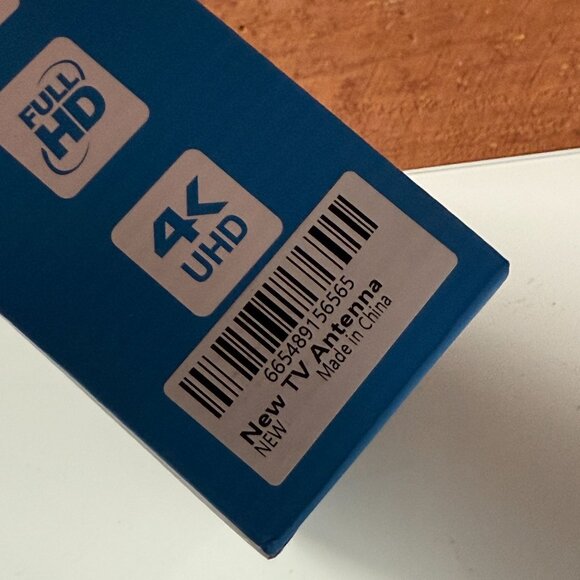 FULL
HD
4K
UHD
665489156565
New TV Antenna
NEW
Made in China